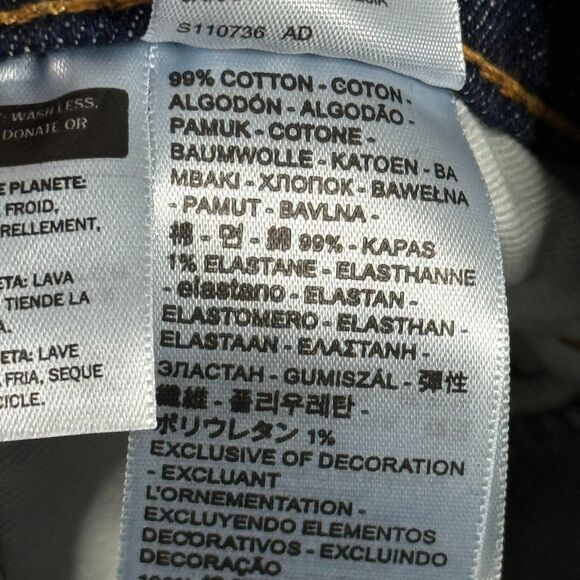 S110736 AD
WASH LESS,
DONATE OR
E PLANETE:
FROID,
RELLEMENT,
ETA: LAVA
TIENDE LA
A.
ETA: LAVE
FRIA, SEQUE
CICLE.
99% COTTON - COTON -
ALGODÓN - ALGODÃO -
PAMUK - COTONE -
BAUMWOLLE - KATOEN - BA
MBAKI - ХЛОПОК - BAWEŁNA
- PAMUT - BAVLNA -
棉 - 면 - 綿 99% - KAPAS
1% ELASTANE - ELASTHANNE
- elastano - ELASTAN -
ELASTOMERO - ELASTHAN -
ELASTAAN - ΕΛΑΣΤΑΝΗ -
ЭЛАСТАН - GUMISZÁL - 彈性
纖維 - 폴리우레탄 -
ポリウレタン 1%
EXCLUSIVE OF DECORATION
- EXCLUANT
L'ORNEMENTATION -
EXCLUYENDO ELEMENTOS
DECORATIVOS - EXCLUINDO
DECORAÇÃO